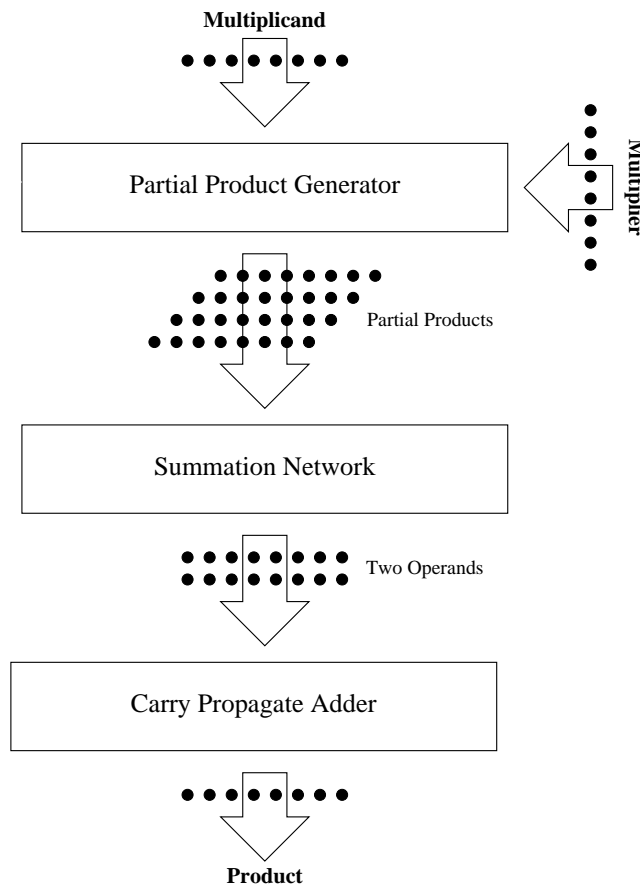 Multiplicand
Partial Product Generator
Multiplier
Partial Products
Summation Network
Two Operands
Carry Propagate Adder
Product